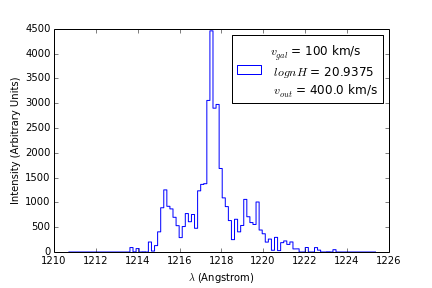 4500
4000
3500
3000
2500
2000
1500
1000
500
0
Intensity (Arbitrary Units)
v_gal = 100 km/s
lognH = 20.9375
v_out = 400.0 km/s
1210 1212 1214 1216 1218 1220 1222 1224 1226
λ (Angstrom)